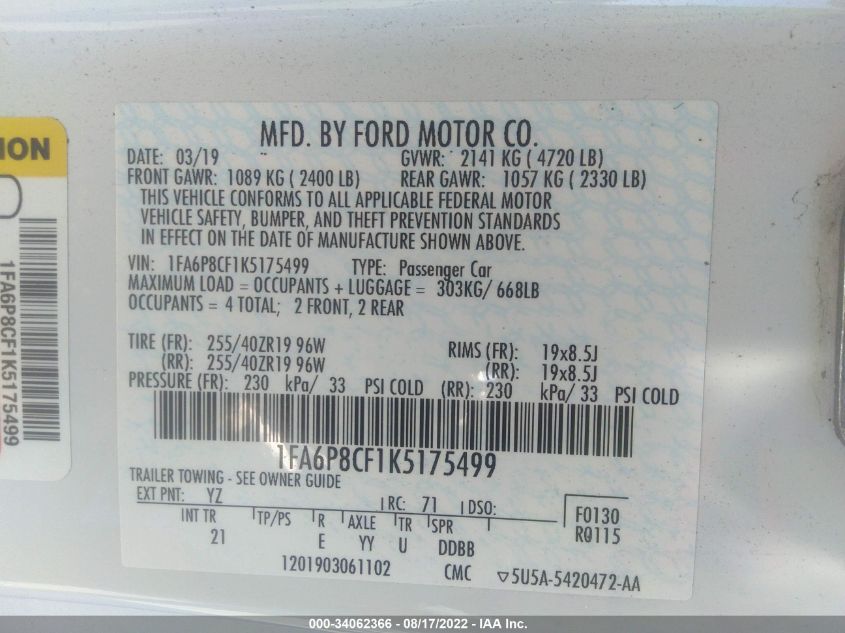 MFD. BY FORD MOTOR CO.
DATE: 03/19 GVWR: 2141 KG ( 4720 LB)
FRONT GAWR: 1089 KG ( 2400 LB) REAR GAWR: 1057 KG ( 2330 LB)
THIS VEHICLE CONFORMS TO ALL APPLICABLE FEDERAL MOTOR
VEHICLE SAFETY, BUMPER, AND THEFT PREVENTION STANDARDS
IN EFFECT ON THE DATE OF MANUFACTURE SHOWN ABOVE.
VIN: 1FA6P8CF1K5175499 TYPE: Passenger Car
MAXIMUM LOAD = OCCUPANTS + LUGGAGE = 303KG/ 668LB
OCCUPANTS = 4 TOTAL; 2 FRONT, 2 REAR
TIRE (FR): 255/40ZR19 96W RIMS (FR): 19x8.5J
(RR): 255/40ZR19 96W (RR): 19x8.5J
PRESSURE (FR): 230 kPa/ 33 PSI COLD (RR): 230 kPa/ 33 PSI COLD
1FA6P8CF1K5175499
TRAILER TOWING - SEE OWNER GUIDE
EXT PNT: YZ RC: 71 DSO:
INT TR TP/PS R AXLE TR SPR
21 E YY U DDBB
F0130
R0115
1201903061102 CMC ▽5U5A-5420472-AA
ION
1FA6P8CF1K5175499
000-34062366 - 08/17/2022 - IAA Inc.